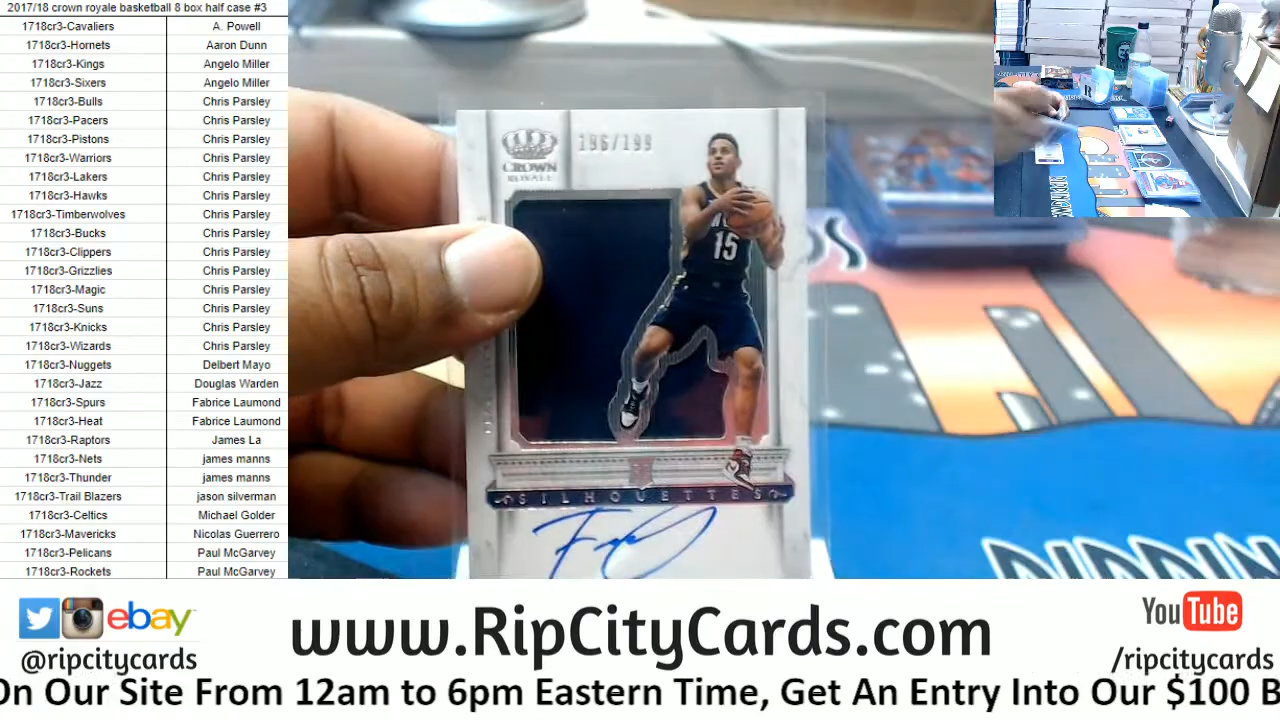 2017/18 crown royale basketball 8 box half case #3
1718cr3-Cavaliers A. Powell
1718cr3-Hornets Aaron Dunn
1718cr3-Kings Angelo Miller
1718cr3-Sixers Angelo Miller
1718cr3-Bulls Chris Parsley
1718cr3-Pacers Chris Parsley
1718cr3-Pistons Chris Parsley
1718cr3-Warriors Chris Parsley
1718cr3-Lakers Chris Parsley
1718cr3-Hawks Chris Parsley
1718cr3-Timberwolves Chris Parsley
1718cr3-Bucks Chris Parsley
1718cr3-Clippers Chris Parsley
1718cr3-Grizzlies Chris Parsley
1718cr3-Magic Chris Parsley
1718cr3-Suns Chris Parsley
1718cr3-Knicks Chris Parsley
1718cr3-Wizards Chris Parsley
1718cr3-Nuggets Delbert Mayo
1718cr3-Jazz Douglas Warden
1718cr3-Spurs Fabrice Laumond
1718cr3-Heat Fabrice Laumond
1718cr3-Raptors James La
1718cr3-Nets james manns
1718cr3-Thunder james manns
1718cr3-Trail Blazers jason silverman
1718cr3-Celtics Michael Golder
1718cr3-Mavericks Nicolas Guerrero
1718cr3-Pelicans Paul McGarvey
1718cr3-Rockets Paul McGarvey
CROWN
ROYALE
196/199
15
SILHOUETTES
ebay
@ripcitycards
www.RipCityCards.com
YouTube
/ripcitycards
On Our Site From 12am to 6pm Eastern Time, Get An Entry Into Our $100 B